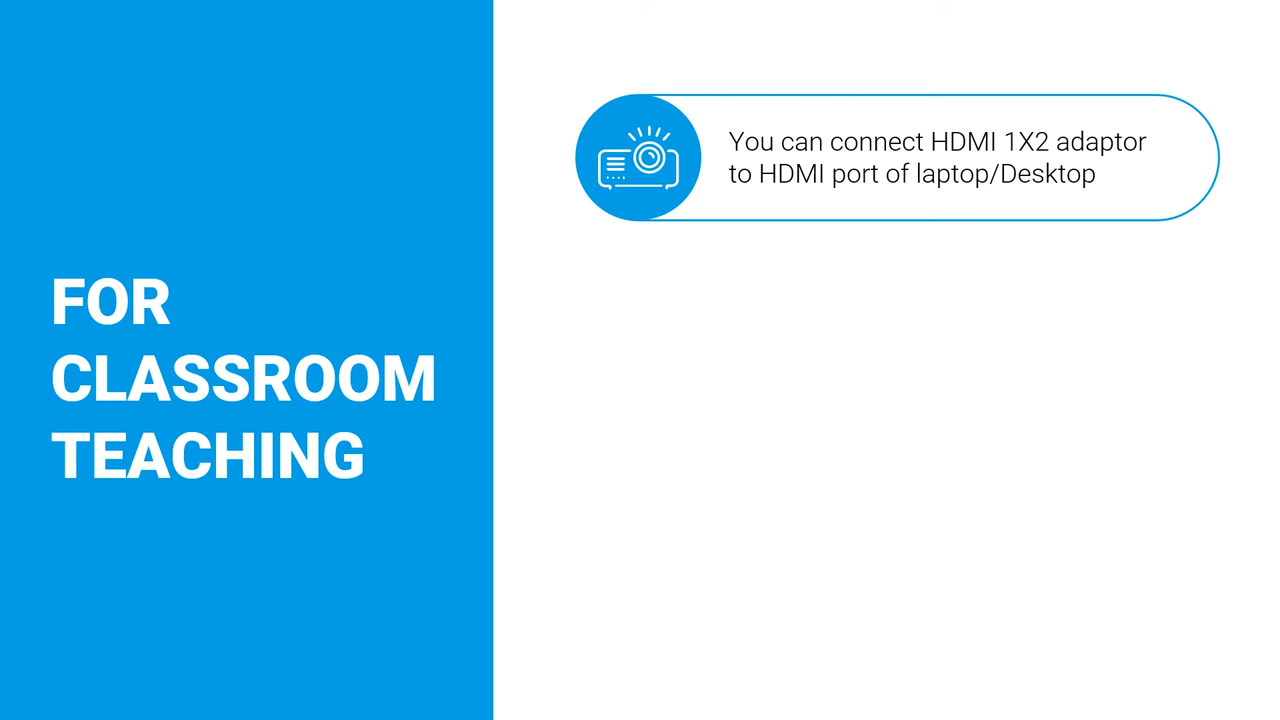 FOR
CLASSROOM
TEACHING
You can connect HDMI 1X2 adaptor
to HDMI port of laptop/Desktop